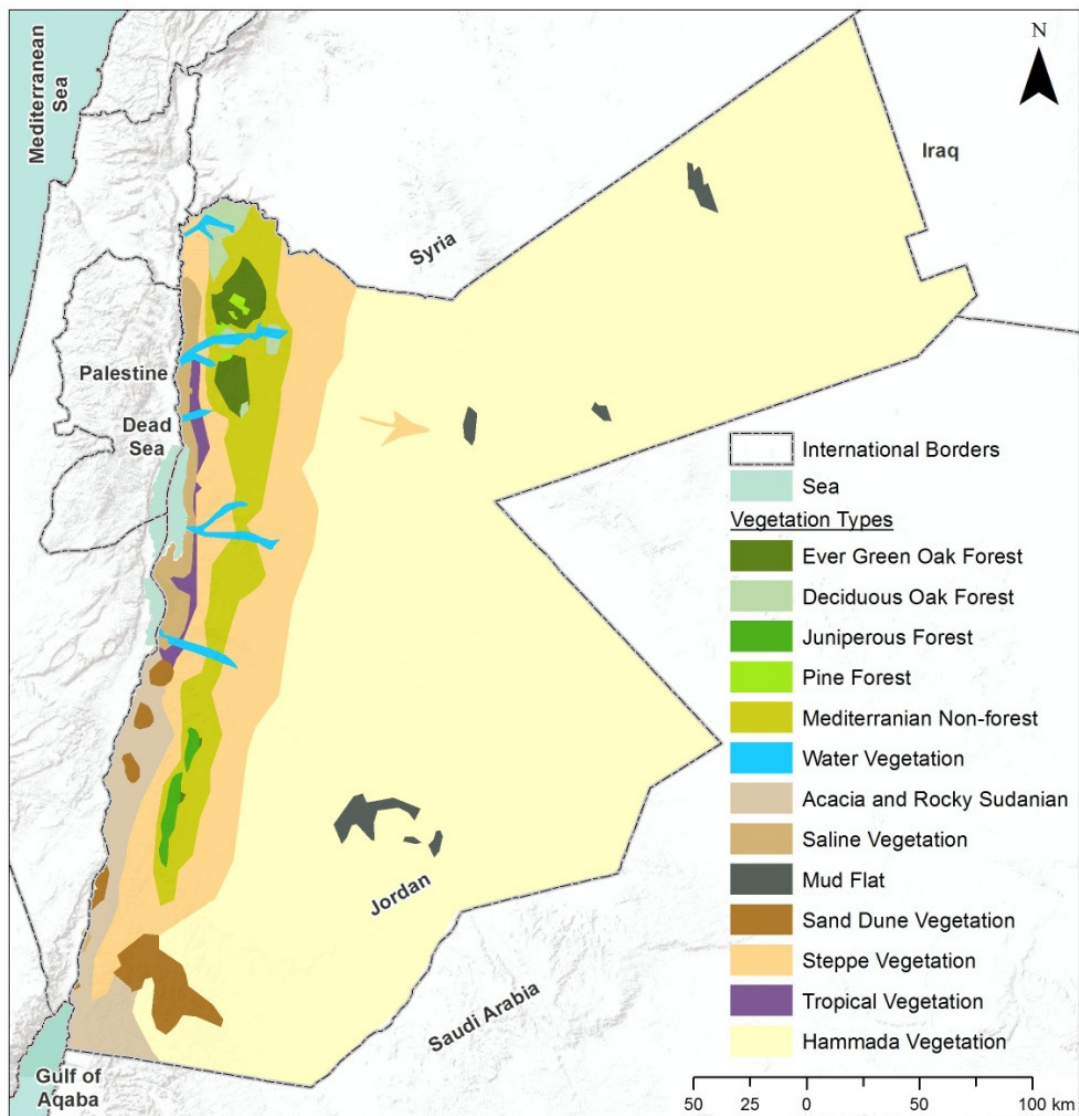 N
Mediterranean
Sea
Iraq
Syria
Palestine
Dead
Sea
Jordan
Saudi Arabia
Gulf of
Aqaba
International Borders
Sea
Vegetation Types
Ever Green Oak Forest
Deciduous Oak Forest
Juniperous Forest
Pine Forest
Mediterranian Non-forest
Water Vegetation
Acacia and Rocky Sudanian
Saline Vegetation
Mud Flat
Sand Dune Vegetation
Steppe Vegetation
Tropical Vegetation
Hammada Vegetation
50 25 0 50 100 km